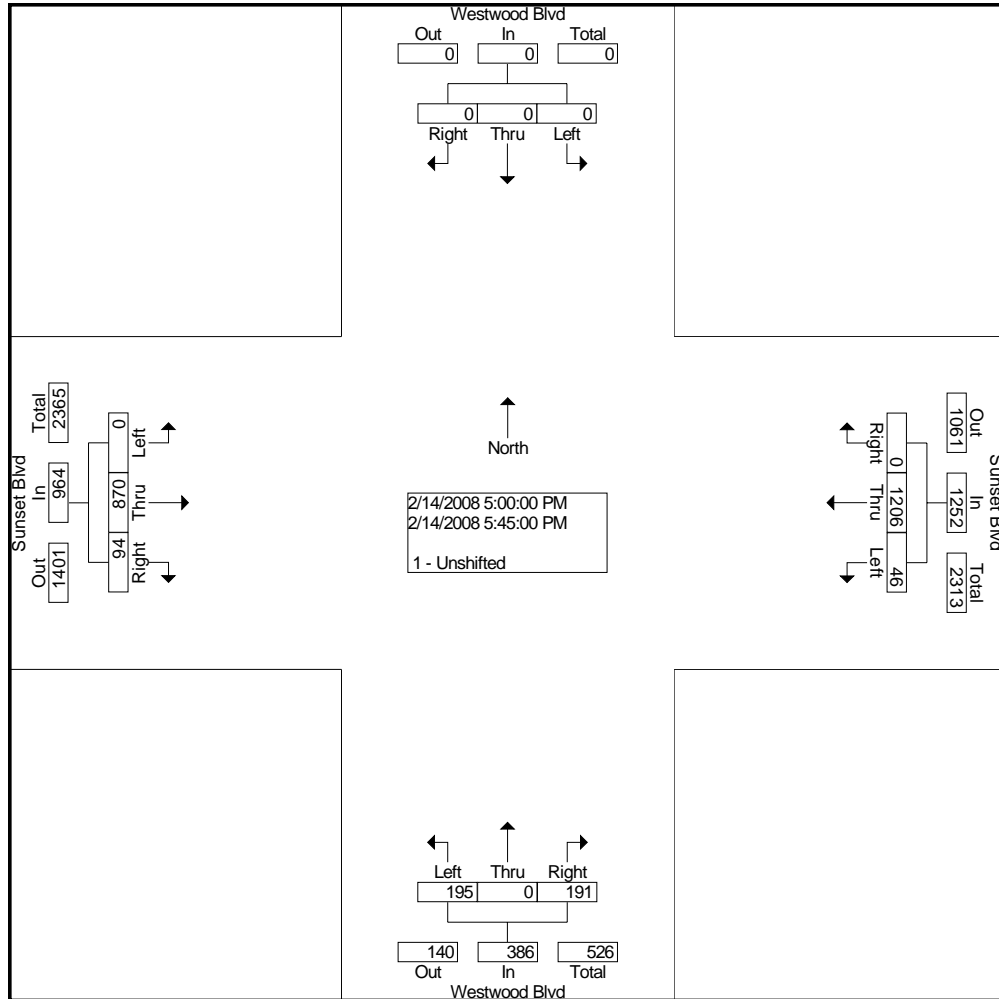 Westwood Blvd
Out In Total
0 0 0
0 0 0
Right Thru Left
Sunset Blvd
Total In Out
2365 964 1401
0 870 94
Left Thru Right
North
2/14/2008 5:00:00 PM
2/14/2008 5:45:00 PM
1 - Unshifted
Right Thru Left
0 1206 46
1061 1252 2313
Out In Total
Sunset Blvd
Left Thru Right
195 0 191
140 386 526
Out In Total
Westwood Blvd